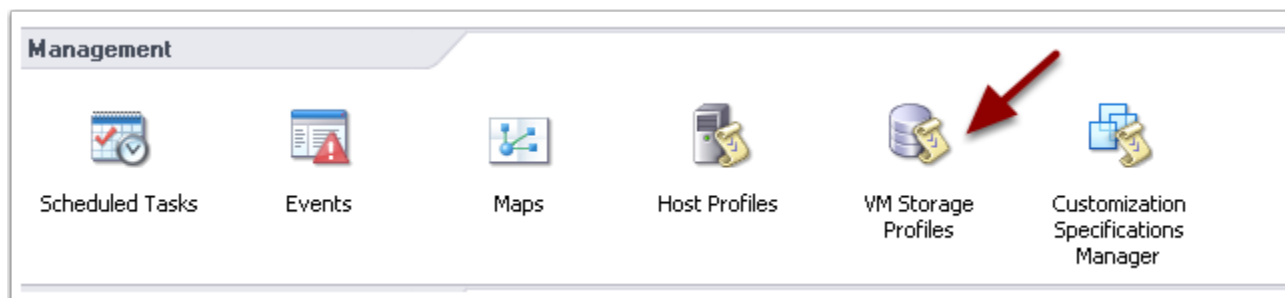 Management
Scheduled Tasks
Events
Maps
Host Profiles
VM Storage
Profiles
Customization
Specifications
Manager